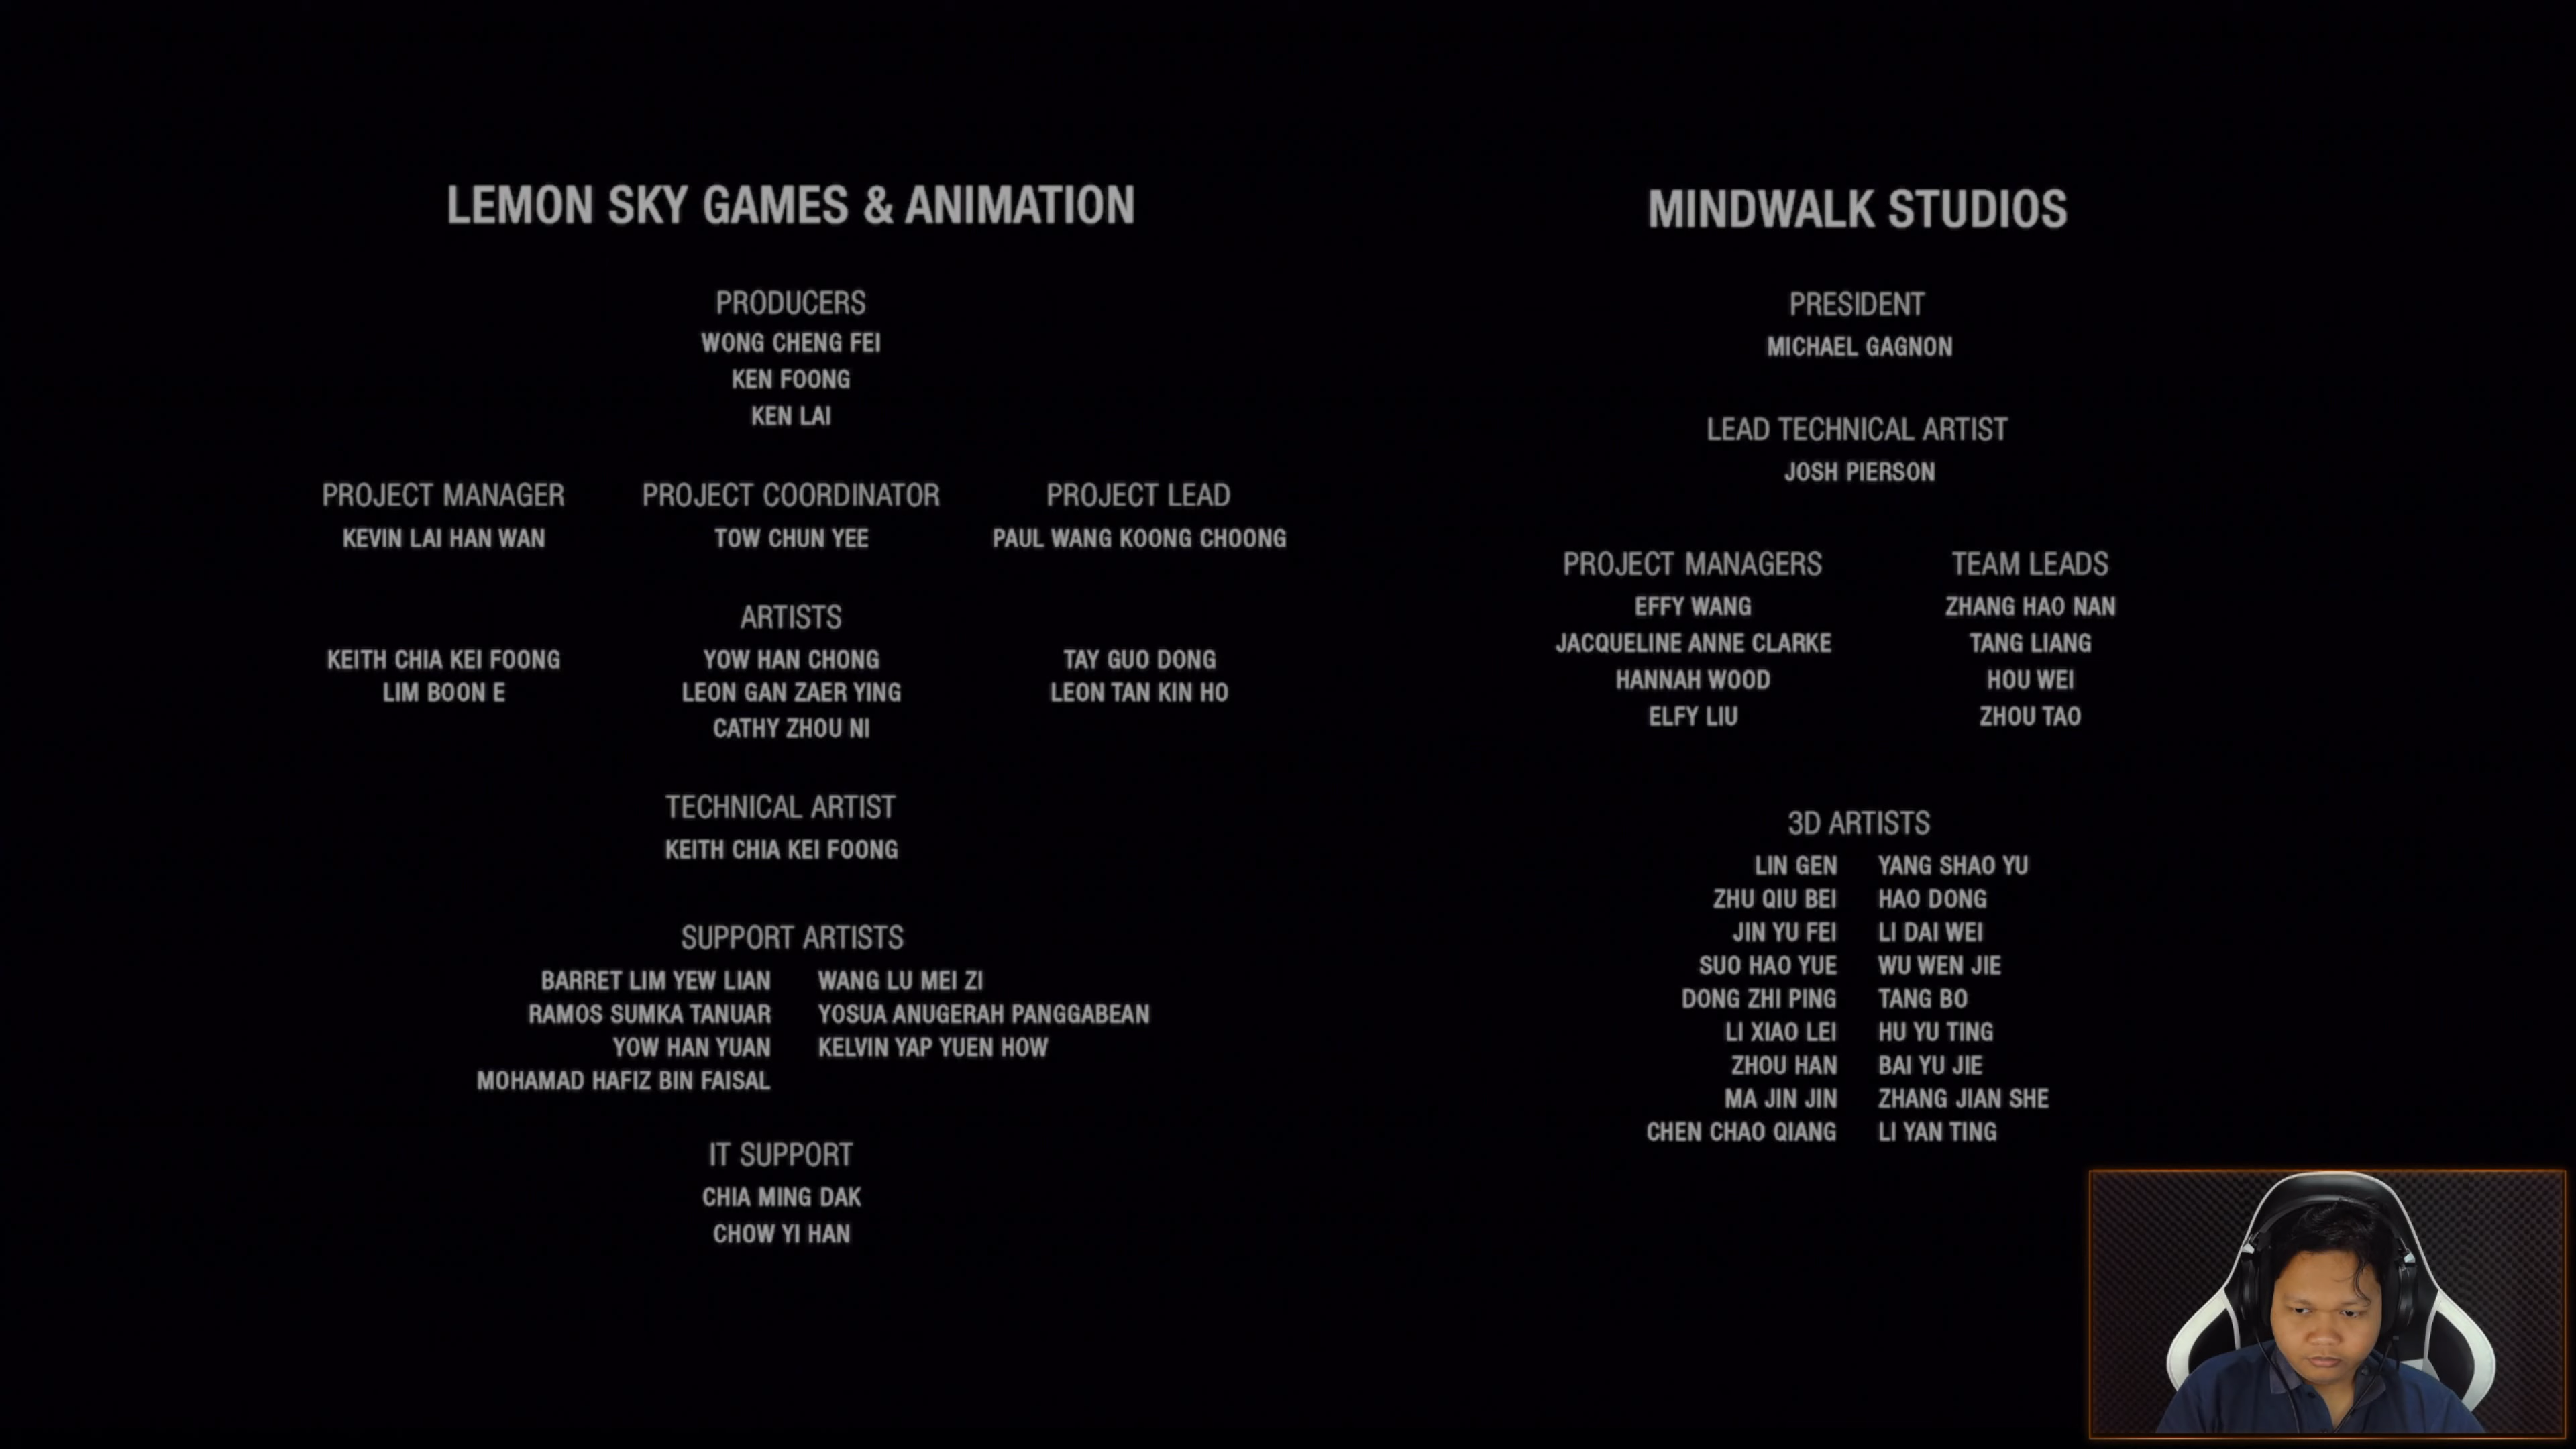 LEMON SKY GAMES & ANIMATION
PRODUCERS
WONG CHENG FEI
KEN FOONG
KEN LAI
PROJECT MANAGER PROJECT COORDINATOR PROJECT LEAD
KEVIN LAI HAN WAN TOW CHUN YEE PAUL WANG KOONG CHOONG
ARTISTS
KEITH CHIA KEI FOONG YOW HAN CHONG TAY GUO DONG
LIM BOON E LEON GAN ZAER YING LEON TAN KIN HO
CATHY ZHOU NI
TECHNICAL ARTIST
KEITH CHIA KEI FOONG
SUPPORT ARTISTS
BARRET LIM YEW LIAN WANG LU MEI ZI
RAMOS SUMKA TANUAR YOSUA ANUGERAH PANGGABEAN
YOW HAN YUAN KELVIN YAP YUEN HOW
MOHAMAD HAFIZ BIN FAISAL
IT SUPPORT
CHIA MING DAK
CHOW YI HAN
MINDWALK STUDIOS
PRESIDENT
MICHAEL GAGNON
LEAD TECHNICAL ARTIST
JOSH PIERSON
PROJECT MANAGERS TEAM LEADS
EFFY WANG ZHANG HAO NAN
JACQUELINE ANNE CLARKE TANG LIANG
HANNAH WOOD HOU WEI
ELFY LIU ZHOU TAO
3D ARTISTS
LIN GEN YANG SHAO YU
ZHU QIU BEI HAO DONG
JIN YU FEI LI DAI WEI
SUO HAO YUE WU WEN JIE
DONG ZHI PING TANG BO
LI XIAO LEI HU YU TING
ZHOU HAN BAI YU JIE
MA JIN JIN ZHANG JIAN SHE
CHEN CHAO QIANG LI YAN TING